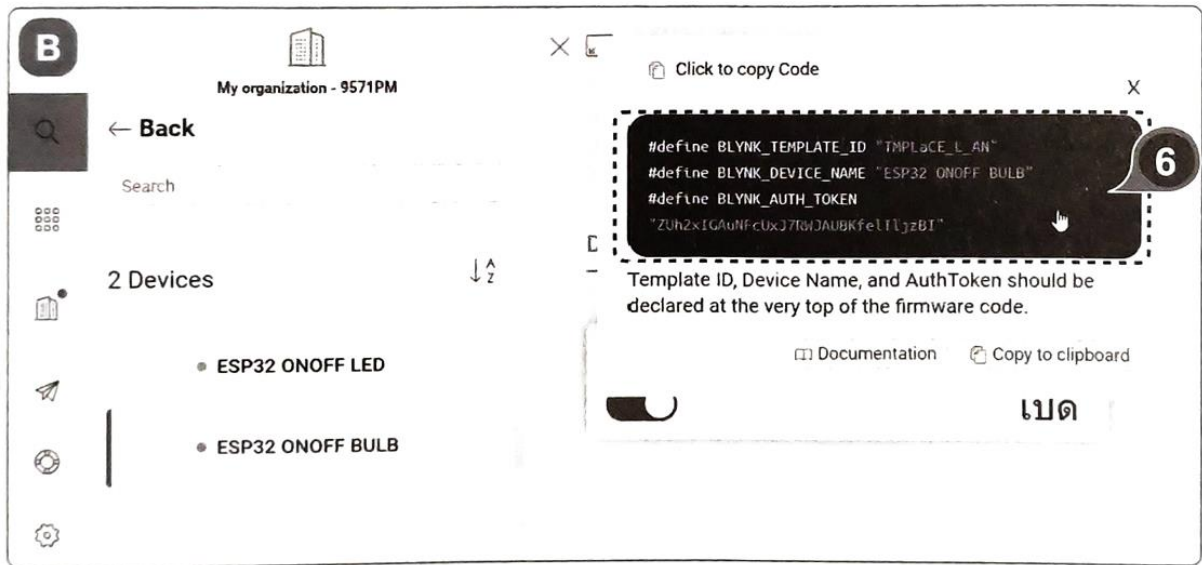 B
My organization - 9571PM
← Back
Search
2 Devices
ESP32 ONOFF LED
ESP32 ONOFF BULB
Click to copy Code
X
#define BLYNK_TEMPLATE_ID "TMPLaCE_L_AN"
#define BLYNK_DEVICE_NAME "ESP32 ONOFF BULB"
#define BLYNK_AUTH_TOKEN
6
Template ID, Device Name, and AuthToken should be
declared at the very top of the firmware code.
Documentation
Copy to clipboard
เปิด